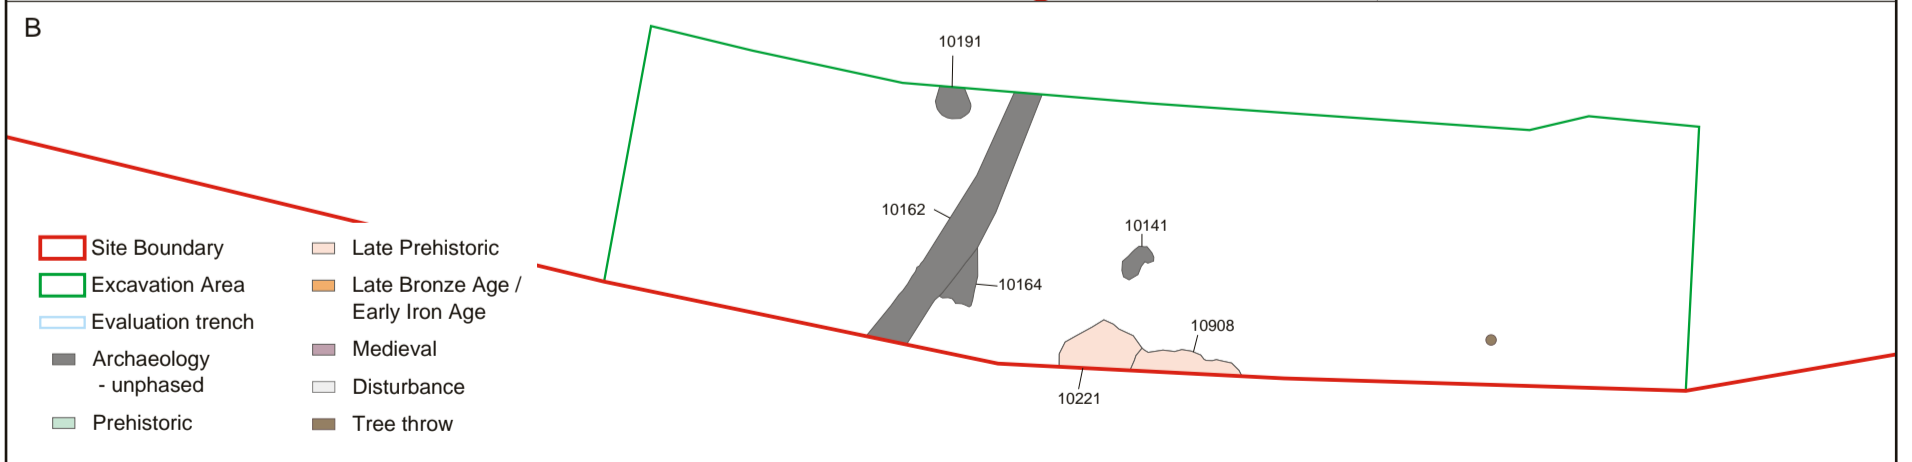 B
10191
10162
10141
10164
10908
10221
Site Boundary
Excavation Area
Evaluation trench
Archaeology
- unphased
Prehistoric
Late Prehistoric
Late Bronze Age /
Early Iron Age
Medieval
Disturbance
Tree throw